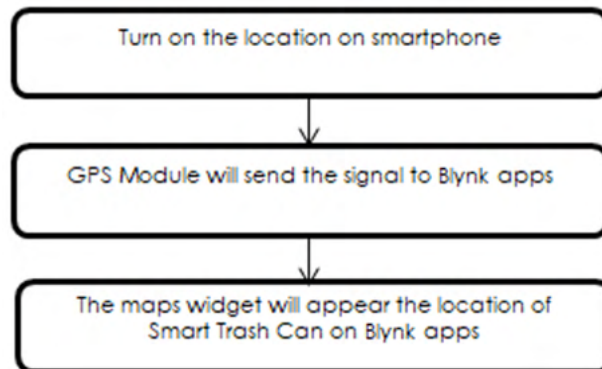 Turn on the location on smartphone
GPS Module will send the signal to Blynk apps
The maps widget will appear the location of
Smart Trash Can on Blynk apps